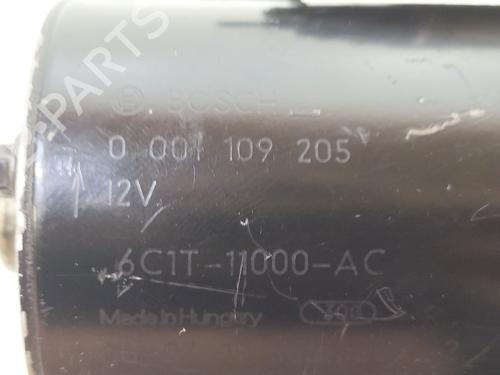 BOSCH
0 001 109 205
12V
6C1T-11000-AC
Made in Hungary